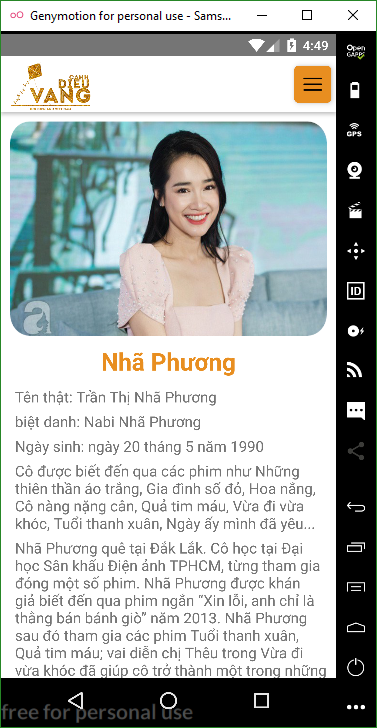 Genymotion for personal use - Sams...
4:49
Open
GAPPS
CÁNH
DIỀU
VÀNG
GPS
ID
a
Nhã Phương
Tên thật: Trần Thị Nhã Phương
biệt danh: Nabi Nhã Phương
Ngày sinh: ngày 20 tháng 5 năm 1990
Cô được biết đến qua các phim như Những
thiên thần áo trắng, Gia đình số đỏ, Hoa nắng,
Cô nàng nặng cân, Quả tim máu, Vừa đi vừa
khóc, Tuổi thanh xuân, Ngày ấy mình đã yêu...
Nhã Phương quê tại Đắk Lắk. Cô học tại Đại
học Sân khấu Điện ảnh TPHCM, từng tham gia
đóng một số phim. Nhã Phương được khán
giả biết đến qua phim ngắn “Xin lỗi, anh chỉ là
thằng bán bánh giò” năm 2013. Nhã Phương
sau đó tham gia các phim Tuổi thanh xuân,
Quả tim máu; vai diễn chị Thêu trong Vừa đi
vừa khóc đã giúp cô trở thành một trong những
free for personal use